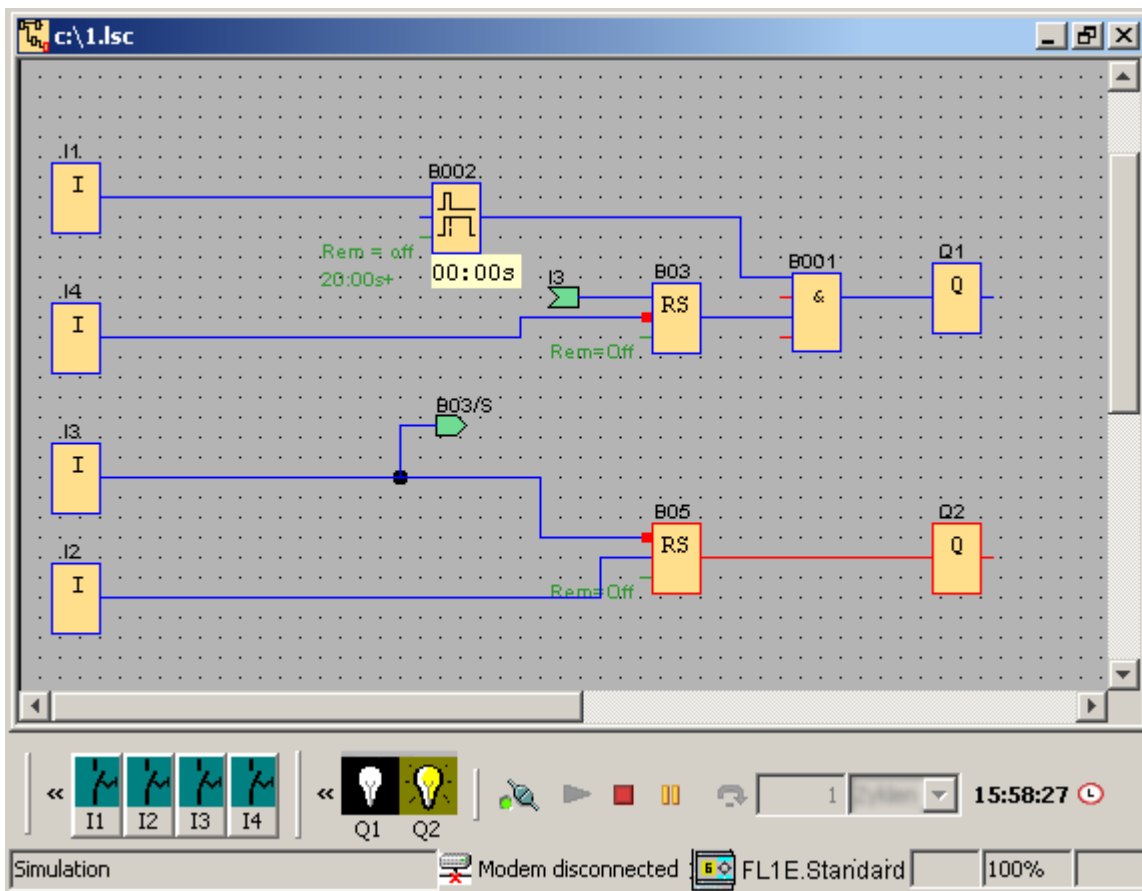 c:\1.lsc
I1
I
B002
Rem = off
20:00s+
00:00s
I3
B03
RS
Rem=Off
B001
&
Q1
Q
I4
I
B03/S
I3
I
B05
RS
Rem=Off
Q2
Q
I2
I
«
I1 I2 I3 I4
«
Q1 Q2
1
15:58:27
Simulation
Modem disconnected
6
FL1E.Standard
100%